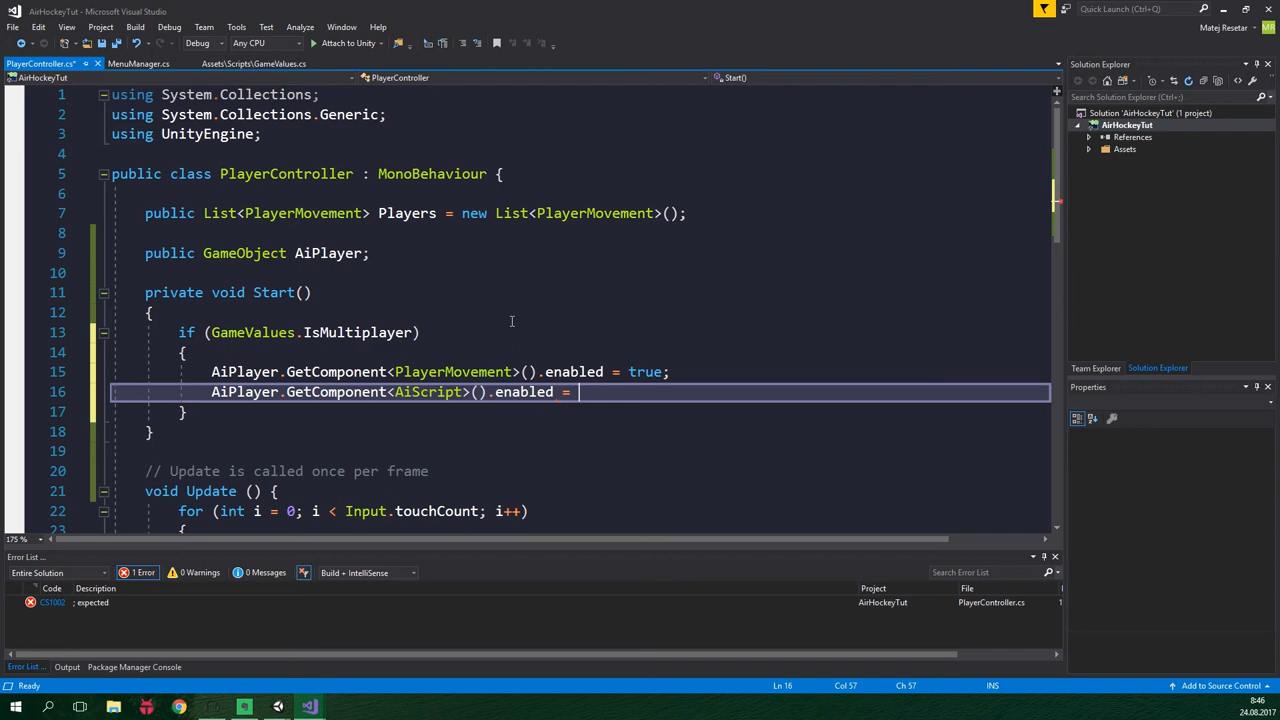 AirHockeyTut - Microsoft Visual Studio
Quick Launch (Ctrl+Q)
File Edit View Project Build Debug Team Tools Test Analyze Window Help
Matej Resetar
MR
Debug Any CPU Attach to Unity
PlayerController.cs* MenuManager.cs Assets\Scripts\GameValues.cs
AirHockeyTut PlayerController Start()
1 using System.Collections;
2 using System.Collections.Generic;
3 using UnityEngine;
4
5 public class PlayerController : MonoBehaviour {
6
7 public List<PlayerMovement> Players = new List<PlayerMovement>();
8
9 public GameObject AiPlayer;
10
11 private void Start()
12 {
13 if (GameValues.IsMultiplayer)
14 {
15 AiPlayer.GetComponent<PlayerMovement>().enabled = true;
16 AiPlayer.GetComponent<AiScript>().enabled =
17 }
18 }
19
20 // Update is called once per frame
21 void Update () {
22 for (int i = 0; i < Input.touchCount; i++)
23 {
175 %
Solution Explorer
Search Solution Explorer (Ctrl+;)
Solution 'AirHockeyTut' (1 project)
AirHockeyTut
References
Assets
Team Explorer Solution Explorer
Properties
Error List ...
Entire Solution 1 Error 0 Warnings 0 Messages Build + IntelliSense
Search Error List
Code Description Project File
CS1002 ; expected AirHockeyTut PlayerController.cs 1
Error List ... Output Package Manager Console
Ready Ln 16 Col 57 Ch 57 INS Add to Source Control
8:46
24.08.2017